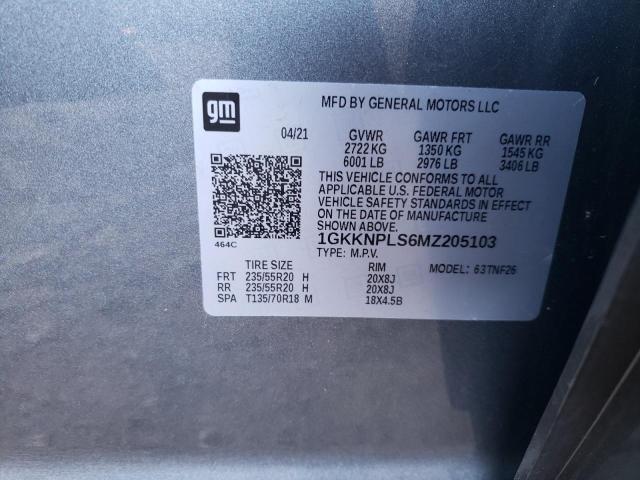 gm
MFD BY GENERAL MOTORS LLC
04/21 GVWR GAWR FRT GAWR RR
2722 KG 1350 KG 1545 KG
6001 LB 2976 LB 3406 LB
THIS VEHICLE CONFORMS TO ALL
APPLICABLE U.S. FEDERAL MOTOR
VEHICLE SAFETY STANDARDS IN EFFECT
ON THE DATE OF MANUFACTURE
SHOWN ABOVE.
464C
1GKKNPLS6MZ205103
TYPE: M.P.V. MODEL: 63TNF26
TIRE SIZE RIM
FRT 235/55R20 H 20X8J
RR 235/55R20 H 20X8J
SPA T135/70R18 M 18X4.5B